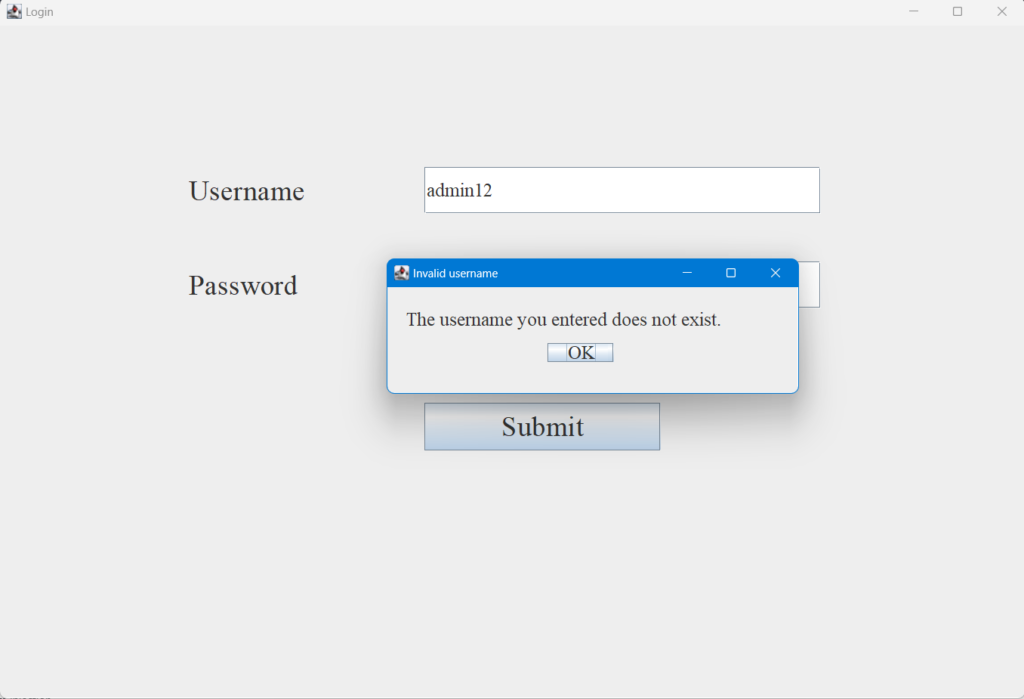 Login
Username
admin12
Password
Invalid username
The username you entered does not exist.
OK
Submit